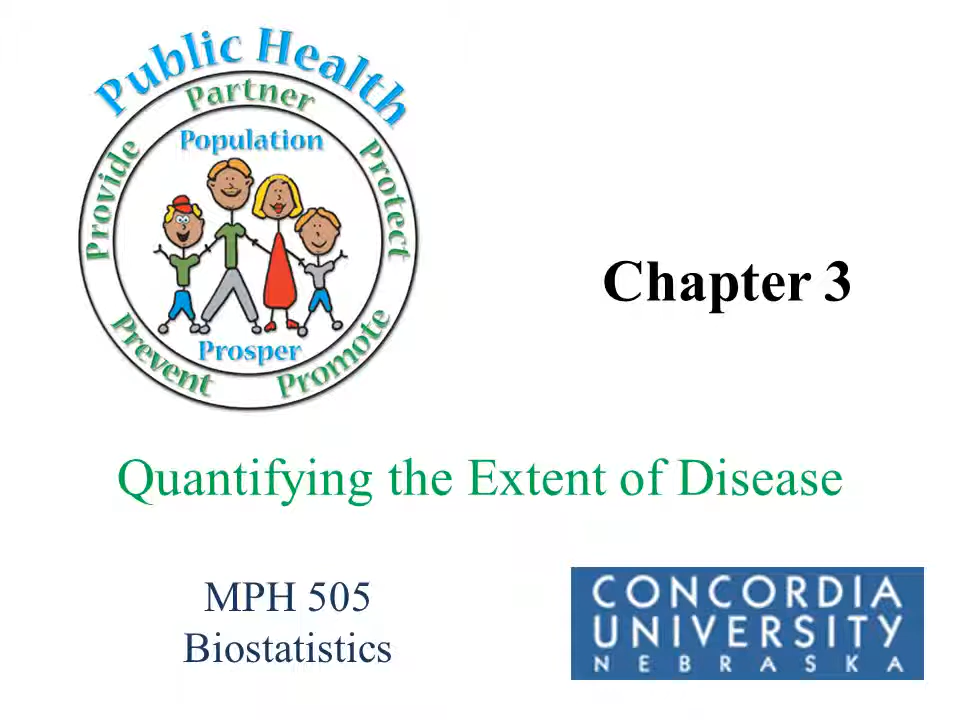 Public Health
Partner
Population
Provide
Protect
Prosper
Prevent
Promote
Chapter 3
Quantifying the Extent of Disease
MPH 505
Biostatistics
CONCORDIA
UNIVERSITY
NEBRASKA